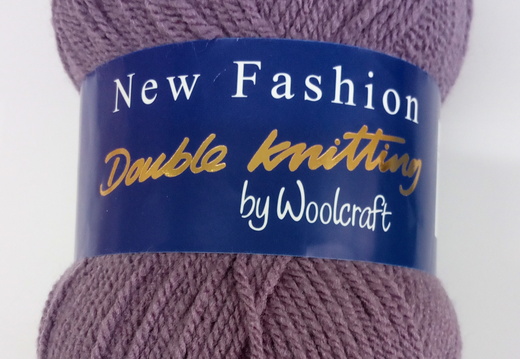 New Fashion
Double Knitting
by Woolcraft